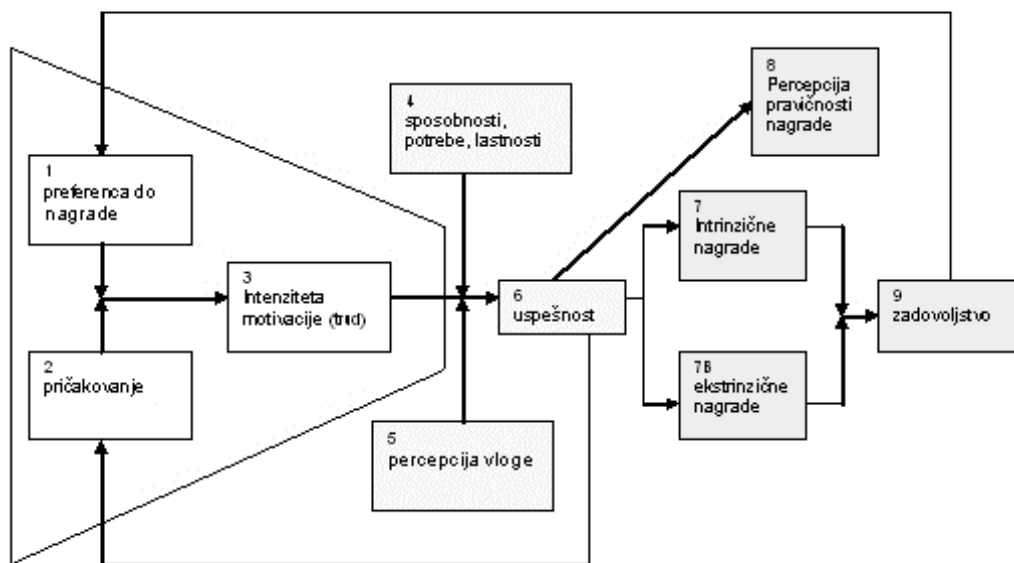 1
preferenca do
nagrade
2
pričakovanje
3
Intenziteta
motivacije (trud)
4
sposobnosti,
potrebe, lastnosti
5
percepcija vloge
6
uspešnost
7
Intrinzične
nagrade
7B
ekstrinzične
nagrade
8
Percepcija
pravičnosti
nagrade
9
zadovoljstvo